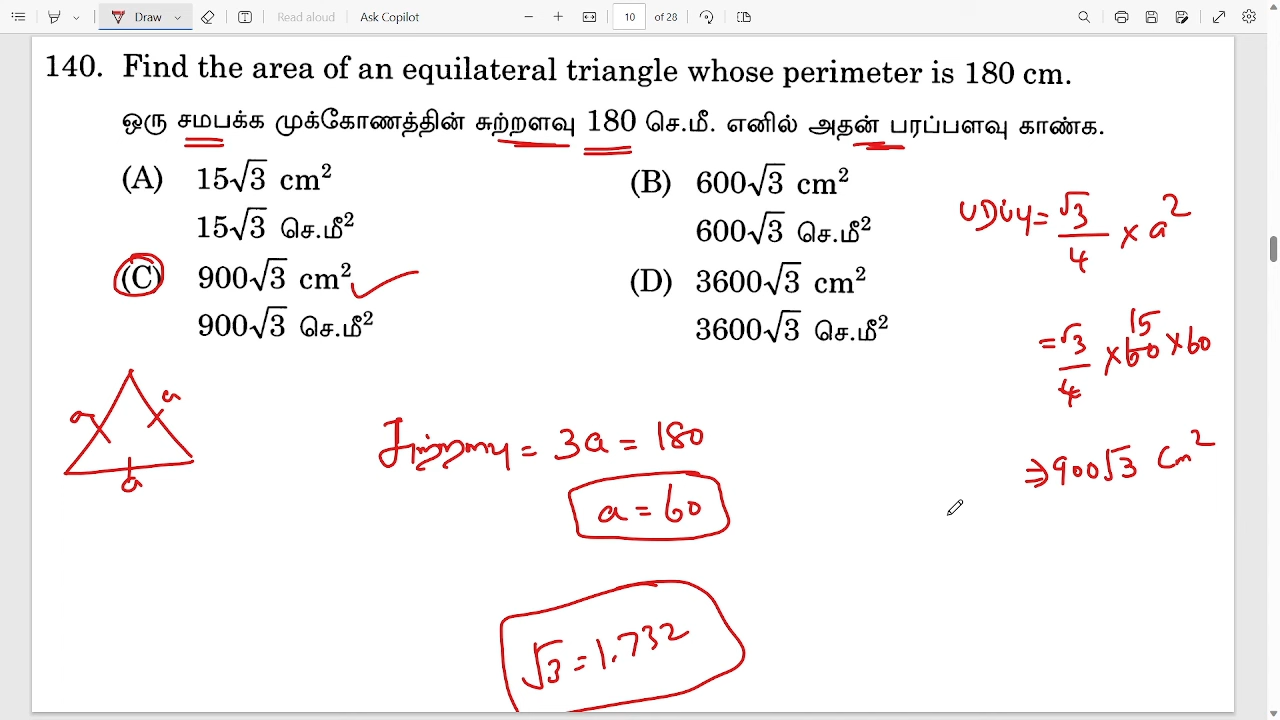 Draw Read aloud Ask Copilot 10 of 28
140. Find the area of an equilateral triangle whose perimeter is 180 cm.
ஒரு சமபக்க முக்கோணத்தின் சுற்றளவு 180 செ.மீ. எனில் அதன் பரப்பளவு காண்க.
(A) 15√3 cm²
15√3 செ.மீ²
(B) 600√3 cm²
600√3 செ.மீ²
(C) 900√3 cm²
900√3 செ.மீ²
(D) 3600√3 cm²
3600√3 செ.மீ²
a a
a
= 3a = 180
a = 60
√3 = 1.732
= √3/4 × a²
= √3/4 × 60 × 60
15
⇒ 900√3 cm²